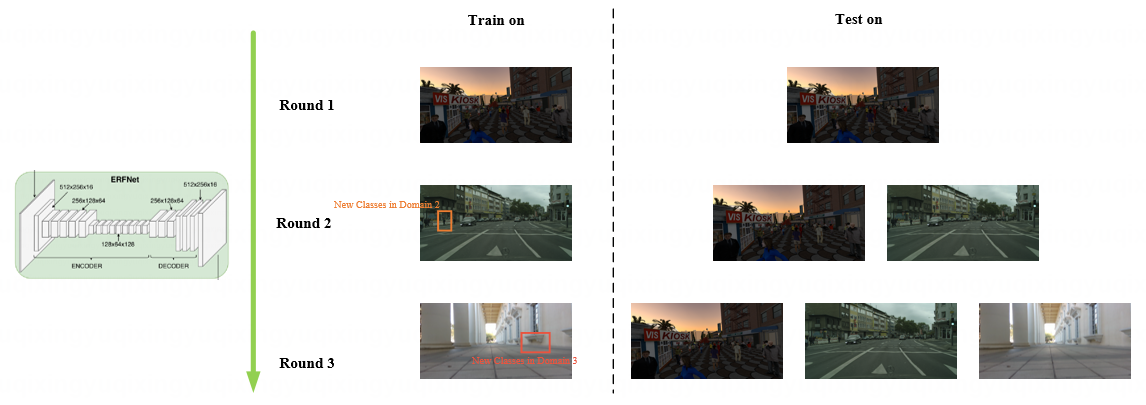 Train on
Test on
Round 1
VIS KIOSK
VIS KIOSK
ERFNet
512x256x16
512x256x16
256x128x64
256x128x64
128x64x128
ENCODER
DECODER
New Classes in Domain 2
Round 2
VIS KIOSK
Round 3
New Classes in Domain 3
VIS KIOSK